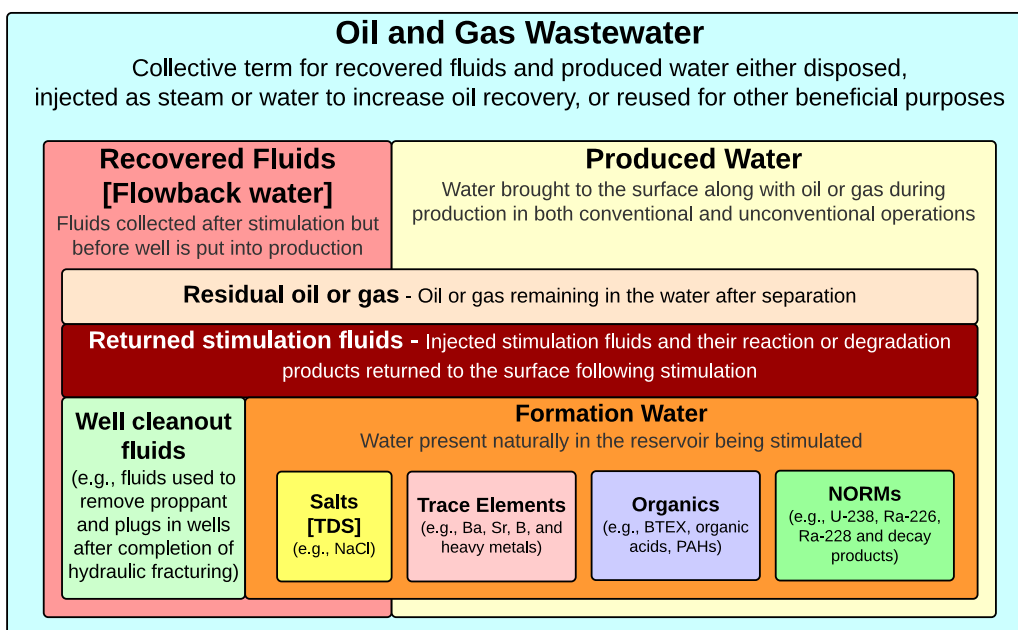 Oil and Gas Wastewater
Collective term for recovered fluids and produced water either disposed,
injected as steam or water to increase oil recovery, or reused for other beneficial purposes
Recovered Fluids
[Flowback water]
Fluids collected after stimulation but
before well is put into production
Produced Water
Water brought to the surface along with oil or gas during
production in both conventional and unconventional operations
Residual oil or gas - Oil or gas remaining in the water after separation
Returned stimulation fluids - Injected stimulation fluids and their reaction or degradation
products returned to the surface following stimulation
Well cleanout
fluids
(e.g., fluids used to
remove proppant
and plugs in wells
after completion of
hydraulic fracturing)
Formation Water
Water present naturally in the reservoir being stimulated
Salts
[TDS]
(e.g., NaCl)
Trace Elements
(e.g., Ba, Sr, B, and
heavy metals)
Organics
(e.g., BTEX, organic
acids, PAHs)
NORMs
(e.g., U-238, Ra-226,
Ra-228 and decay
products)